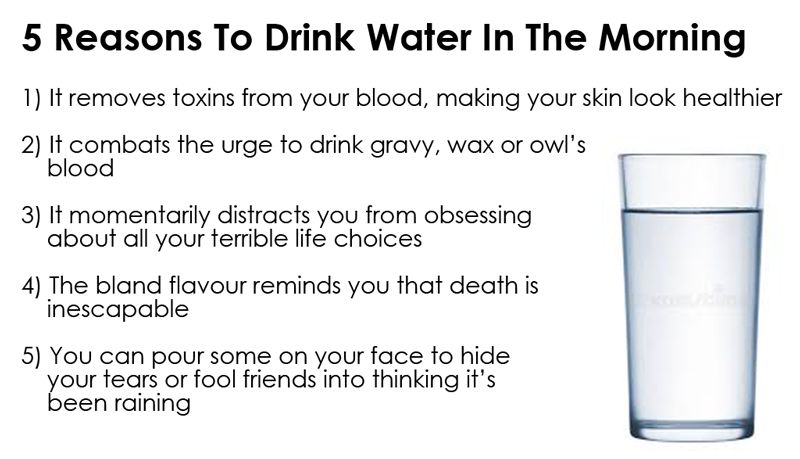 5 Reasons To Drink Water In The Morning
1) It removes toxins from your blood, making your skin look healthier
2) It combats the urge to drink gravy, wax or owl's
blood
3) It momentarily distracts you from obsessing
about all your terrible life choices
4) The bland flavour reminds you that death is
inescapable
5) You can pour some on your face to hide
your tears or fool friends into thinking it's
been raining